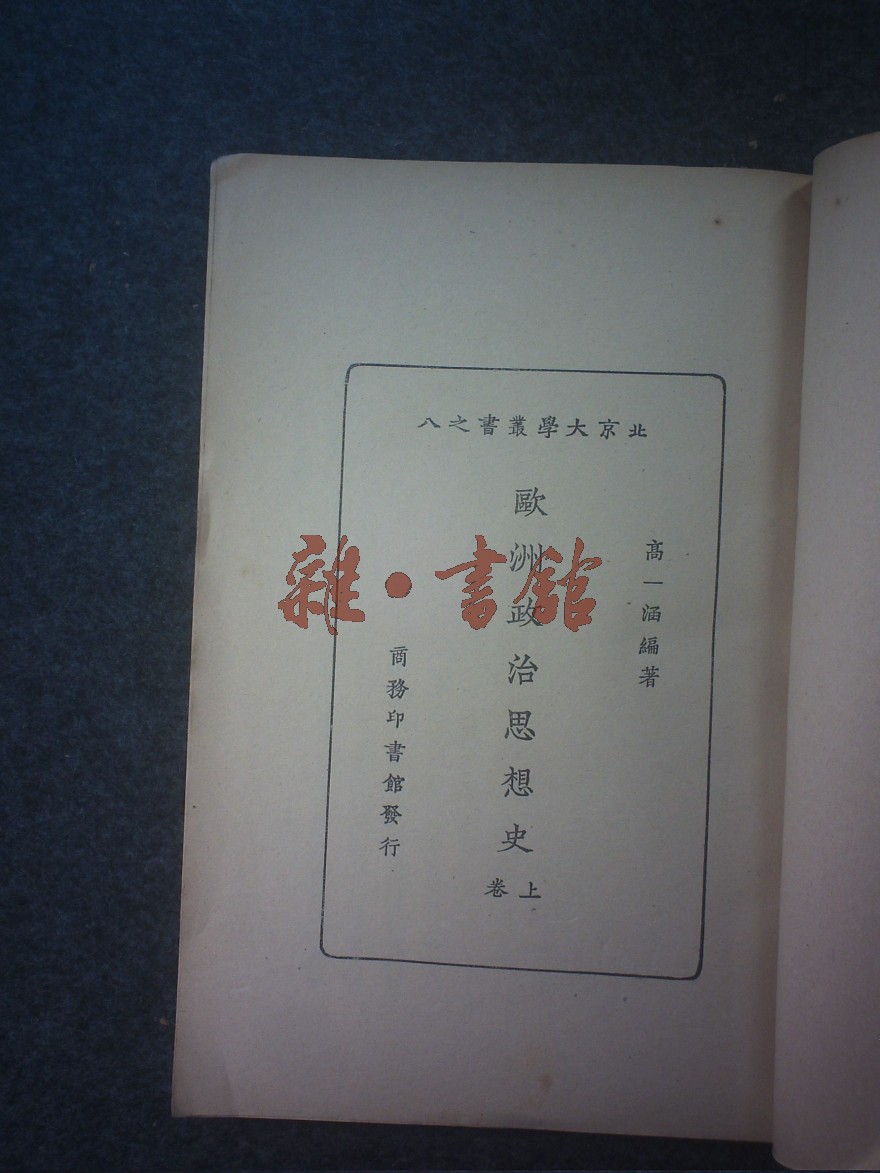 北京大學叢書之八
高一涵編著
歐洲政治思想史
上卷
商務印書館發行
雜·書館